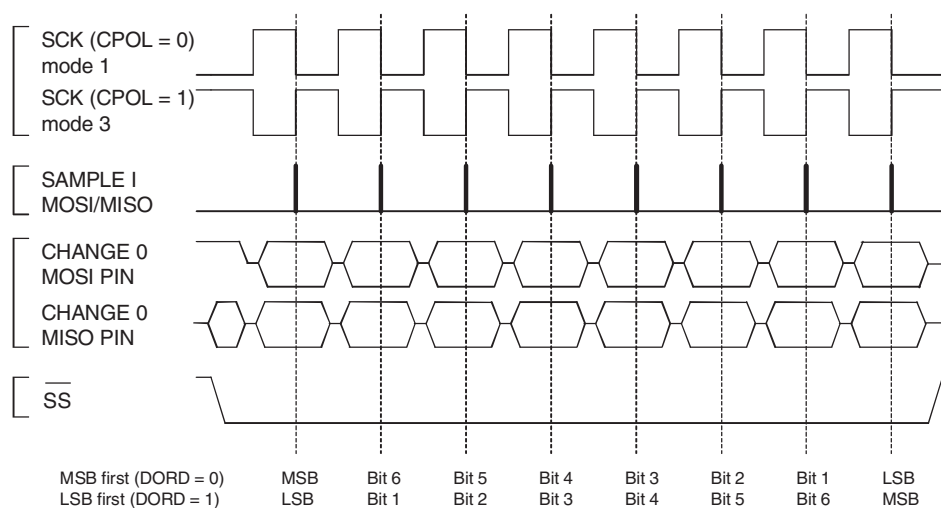 SCK (CPOL = 0)
mode 1
SCK (CPOL = 1)
mode 3
SAMPLE I
MOSI/MISO
CHANGE 0
MOSI PIN
CHANGE 0
MISO PIN
SS
MSB first (DORD = 0) MSB Bit 6 Bit 5 Bit 4 Bit 3 Bit 2 Bit 1 LSB
LSB first (DORD = 1) LSB Bit 1 Bit 2 Bit 3 Bit 4 Bit 5 Bit 6 MSB